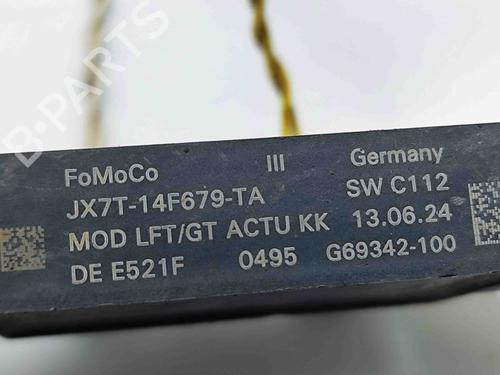 B-PARTS
FoMoCo III Germany
JX7T-14F679-TA SW C112
MOD LFT/GT ACTU KK 13.06.24
DE E521F 0495 G69342-100